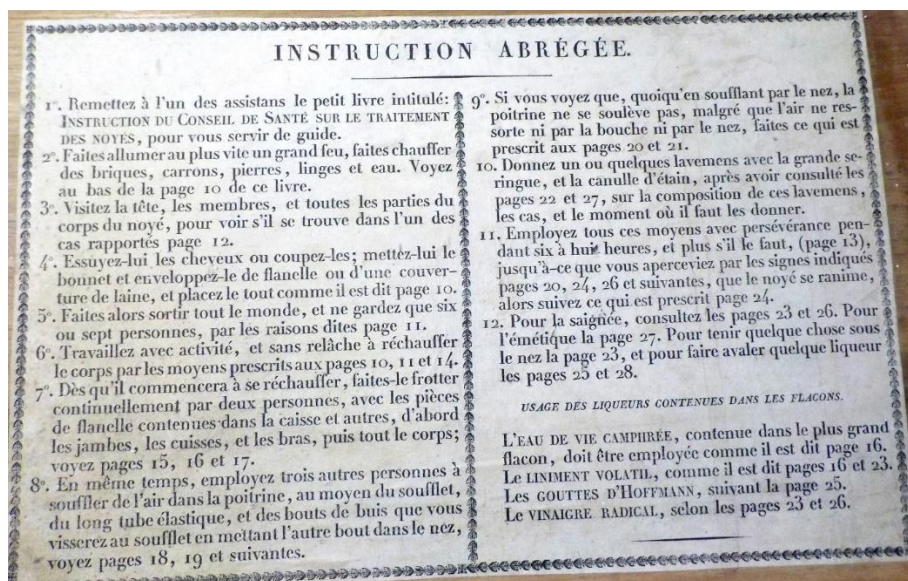 INSTRUCTION ABRÉGÉE.
1°. Remettez à l'un des assistans le petit livre intitulé:
INSTRUCTION DU CONSEIL DE SANTÉ SUR LE TRAITEMENT
DES NOYÉS, pour vous servir de guide.
2°. Faites allumer au plus vite un grand feu, faites chauffer
des briques, carrons, pierres, linges et eau. Voyez
au bas de la page 10 de ce livre.
3°. Visitez la tête, les membres, et toutes les parties du
corps du noyé, pour voir s'il se trouve dans l'un des
cas rapportés page 12.
4°. Essuyez-lui les cheveux ou coupez-les; mettez-lui le
bonnet et enveloppez-le de flanelle ou d'une couver-
ture de laine, et placez le tout comme il est dit page 10.
5°. Faites alors sortir tout le monde, et ne gardez que six
ou sept personnes, par les raisons dites page 11.
6°. Travaillez avec activité, et sans relâche à réchauffer
le corps par les moyens prescrits aux pages 10, 11 et 14.
7°. Dès qu'il commencera à se réchauffer, faites-le frotter
continuellement par deux personnes, avec les pièces
de flanelle contenues dans la caisse et autres, d'abord
les jambes, les cuisses, et les bras, puis tout le corps;
voyez pages 15, 16 et 17.
8°. En même temps, employez trois autres personnes à
souffler de l'air dans la poitrine, au moyen du soufflet,
du long tube élastique, et des bouts de buis que vous
visserez au soufflet en mettant l'autre bout dans le nez,
voyez pages 18, 19 et suivantes.
9°. Si vous voyez que, quoiqu'en soufflant par le nez, la
poitrine ne se soulève pas, malgré que l'air ne res-
sorte ni par la bouche ni par le nez, faites ce qui est
prescrit aux pages 20 et 21.
10. Donnez un ou quelques lavemens avec la grande se-
ringue, et la canulle d'étain, après avoir consulté les
pages 22 et 27, sur la composition de ces lavemens,
les cas, et le moment où il faut les donner.
11. Employez tous ces moyens avec persévérance pen-
dant six à huit heures, et plus s'il le faut, (page 13),
jusqu'à-ce que vous aperceviez par les signes indiqués
pages 20, 24, 26 et suivantes, que le noyé se ranime,
alors suivez ce qui est prescrit page 24.
12. Pour la saignée, consultez les pages 23 et 26. Pour
l'émétique la page 27. Pour tenir quelque chose sous
le nez la page 23, et pour faire avaler quelque liqueur
les pages 25 et 28.
USAGE DES LIQUEURS CONTENUES DANS LES FLACONS.
L'EAU DE VIE CAMPHRÉE, contenue dans le plus grand
flacon, doit être employée comme il est dit page 16.
Le LINIMENT VOLATIL, comme il est dit pages 16 et 23.
Les GOUTTES D'HOFFMANN, suivant la page 25.
Le VINAIGRE RADICAL, selon les pages 23 et 26.